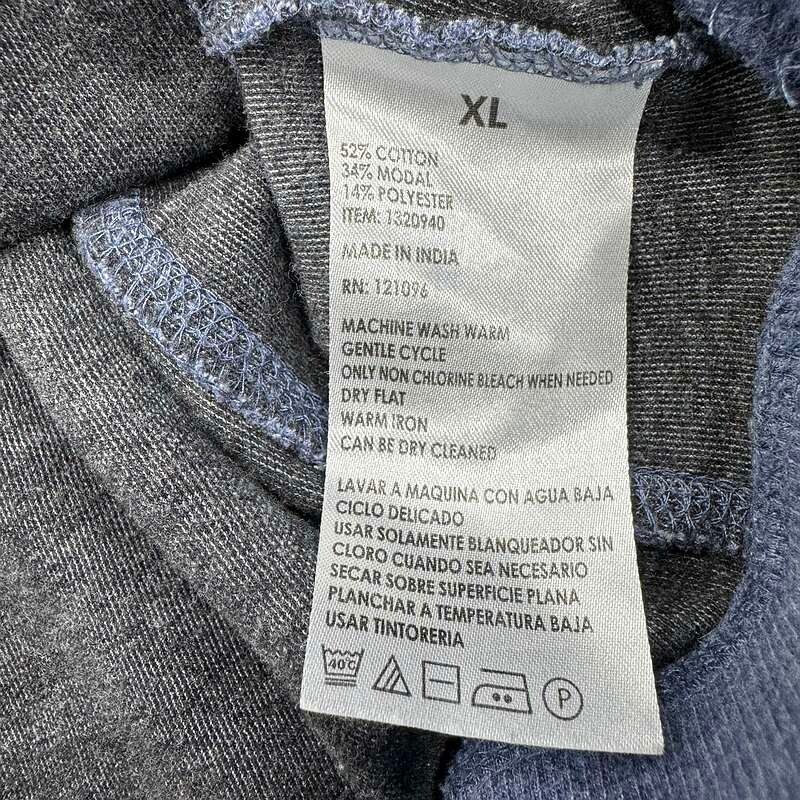 XL
52% COTTON
34% MODAL
14% POLYESTER
ITEM: 1320940
MADE IN INDIA
RN: 121096
MACHINE WASH WARM
GENTLE CYCLE
ONLY NON CHLORINE BLEACH WHEN NEEDED
DRY FLAT
WARM IRON
CAN BE DRY CLEANED
LAVAR A MAQUINA CON AGUA BAJA
CICLO DELICADO
USAR SOLAMENTE BLANQUEADOR SIN
CLORO CUANDO SEA NECESARIO
SECAR SOBRE SUPERFICIE PLANA
PLANCHAR A TEMPERATURA BAJA
USAR TINTORERIA
40°C P